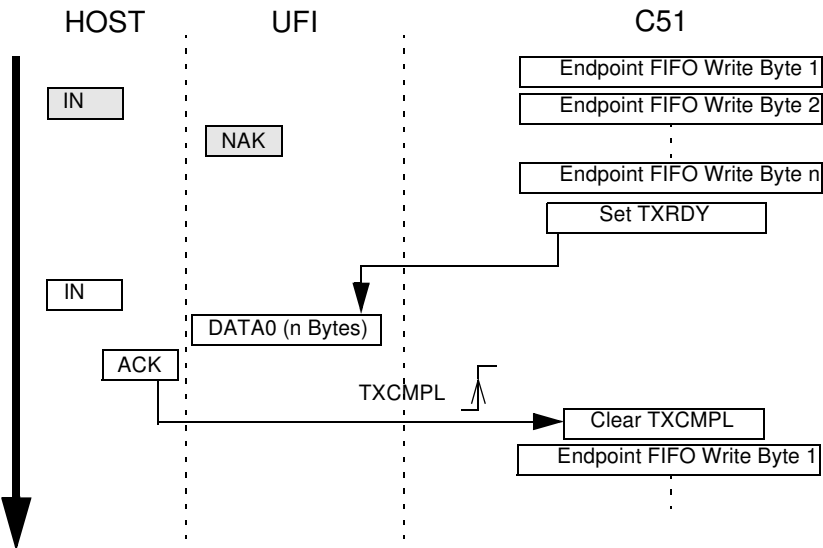 HOST UFI C51
Endpoint FIFO Write Byte 1
IN Endpoint FIFO Write Byte 2
NAK
Endpoint FIFO Write Byte n
Set TXRDY
IN
DATA0 (n Bytes)
ACK
TXCMPL
Clear TXCMPL
Endpoint FIFO Write Byte 1